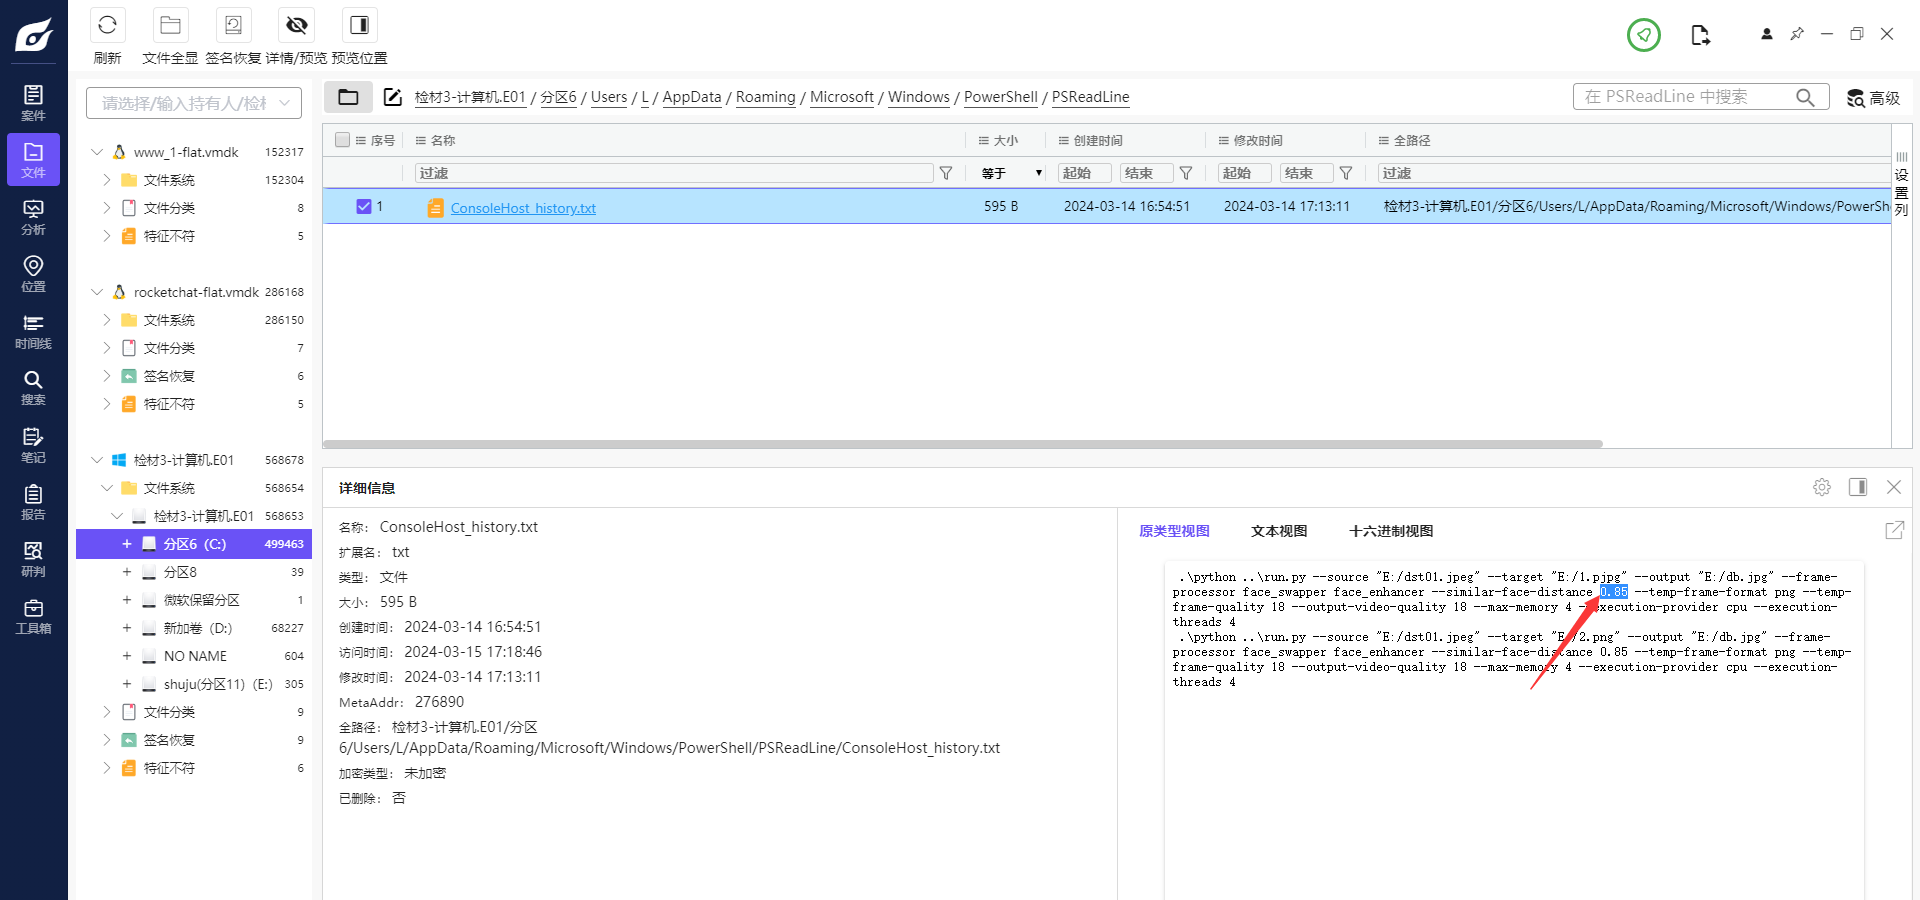 刷新 文件全显 签名恢复 详情/预览 预览位置
案件
文件
分析
位置
时间线
搜索
笔记
报告
研判
工具箱
请选择/输入持有人/检材
www_1-flat.vmdk 152317
文件系统 152304
文件分类 8
特征不符 5
rocketchat-flat.vmdk 286168
文件系统 286150
文件分类 7
签名恢复 6
特征不符 5
检材3-计算机.E01 568678
文件系统 568654
检材3-计算机.E01 568653
分区6（C:） 499463
分区8 39
微软保留分区 1
新加卷（D:） 68227
NO NAME 604
shuju(分区11)（E:） 305
文件分类 9
签名恢复 9
特征不符 6
检材3-计算机.E01 / 分区6 / Users / L / AppData / Roaming / Microsoft / Windows / PowerShell / PSReadLine
在 PSReadLine 中搜索
高级
序号 名称 大小 创建时间 修改时间 全路径
过滤 等于 起始 结束 起始 结束 过滤
1 ConsoleHost_history.txt 595 B 2024-03-14 16:54:51 2024-03-14 17:13:11 检材3-计算机.E01/分区6/Users/L/AppData/Roaming/Microsoft/Windows/PowerShe
设置列
详细信息
名称： ConsoleHost_history.txt
扩展名： txt
类型： 文件
大小： 595 B
创建时间： 2024-03-14 16:54:51
访问时间： 2024-03-15 17:18:46
修改时间： 2024-03-14 17:13:11
MetaAddr： 276890
全路径： 检材3-计算机.E01/分区
6/Users/L/AppData/Roaming/Microsoft/Windows/PowerShell/PSReadLine/ConsoleHost_history.txt
加密类型： 未加密
已删除： 否
原类型视图 文本视图 十六进制视图
.\python ..\run.py --source "E:/dst01.jpeg" --target "E:/1.pjpg" --output "E:/db.jpg" --frame-
processor face_swapper face_enhancer --similar-face-distance 0.85 --temp-frame-format png --temp-
frame-quality 18 --output-video-quality 18 --max-memory 4 --execution-provider cpu --execution-
threads 4
.\python ..\run.py --source "E:/dst01.jpeg" --target "E:/2.png" --output "E:/db.jpg" --frame-
processor face_swapper face_enhancer --similar-face-distance 0.85 --temp-frame-format png --temp-
frame-quality 18 --output-video-quality 18 --max-memory 4 --execution-provider cpu --execution-
threads 4